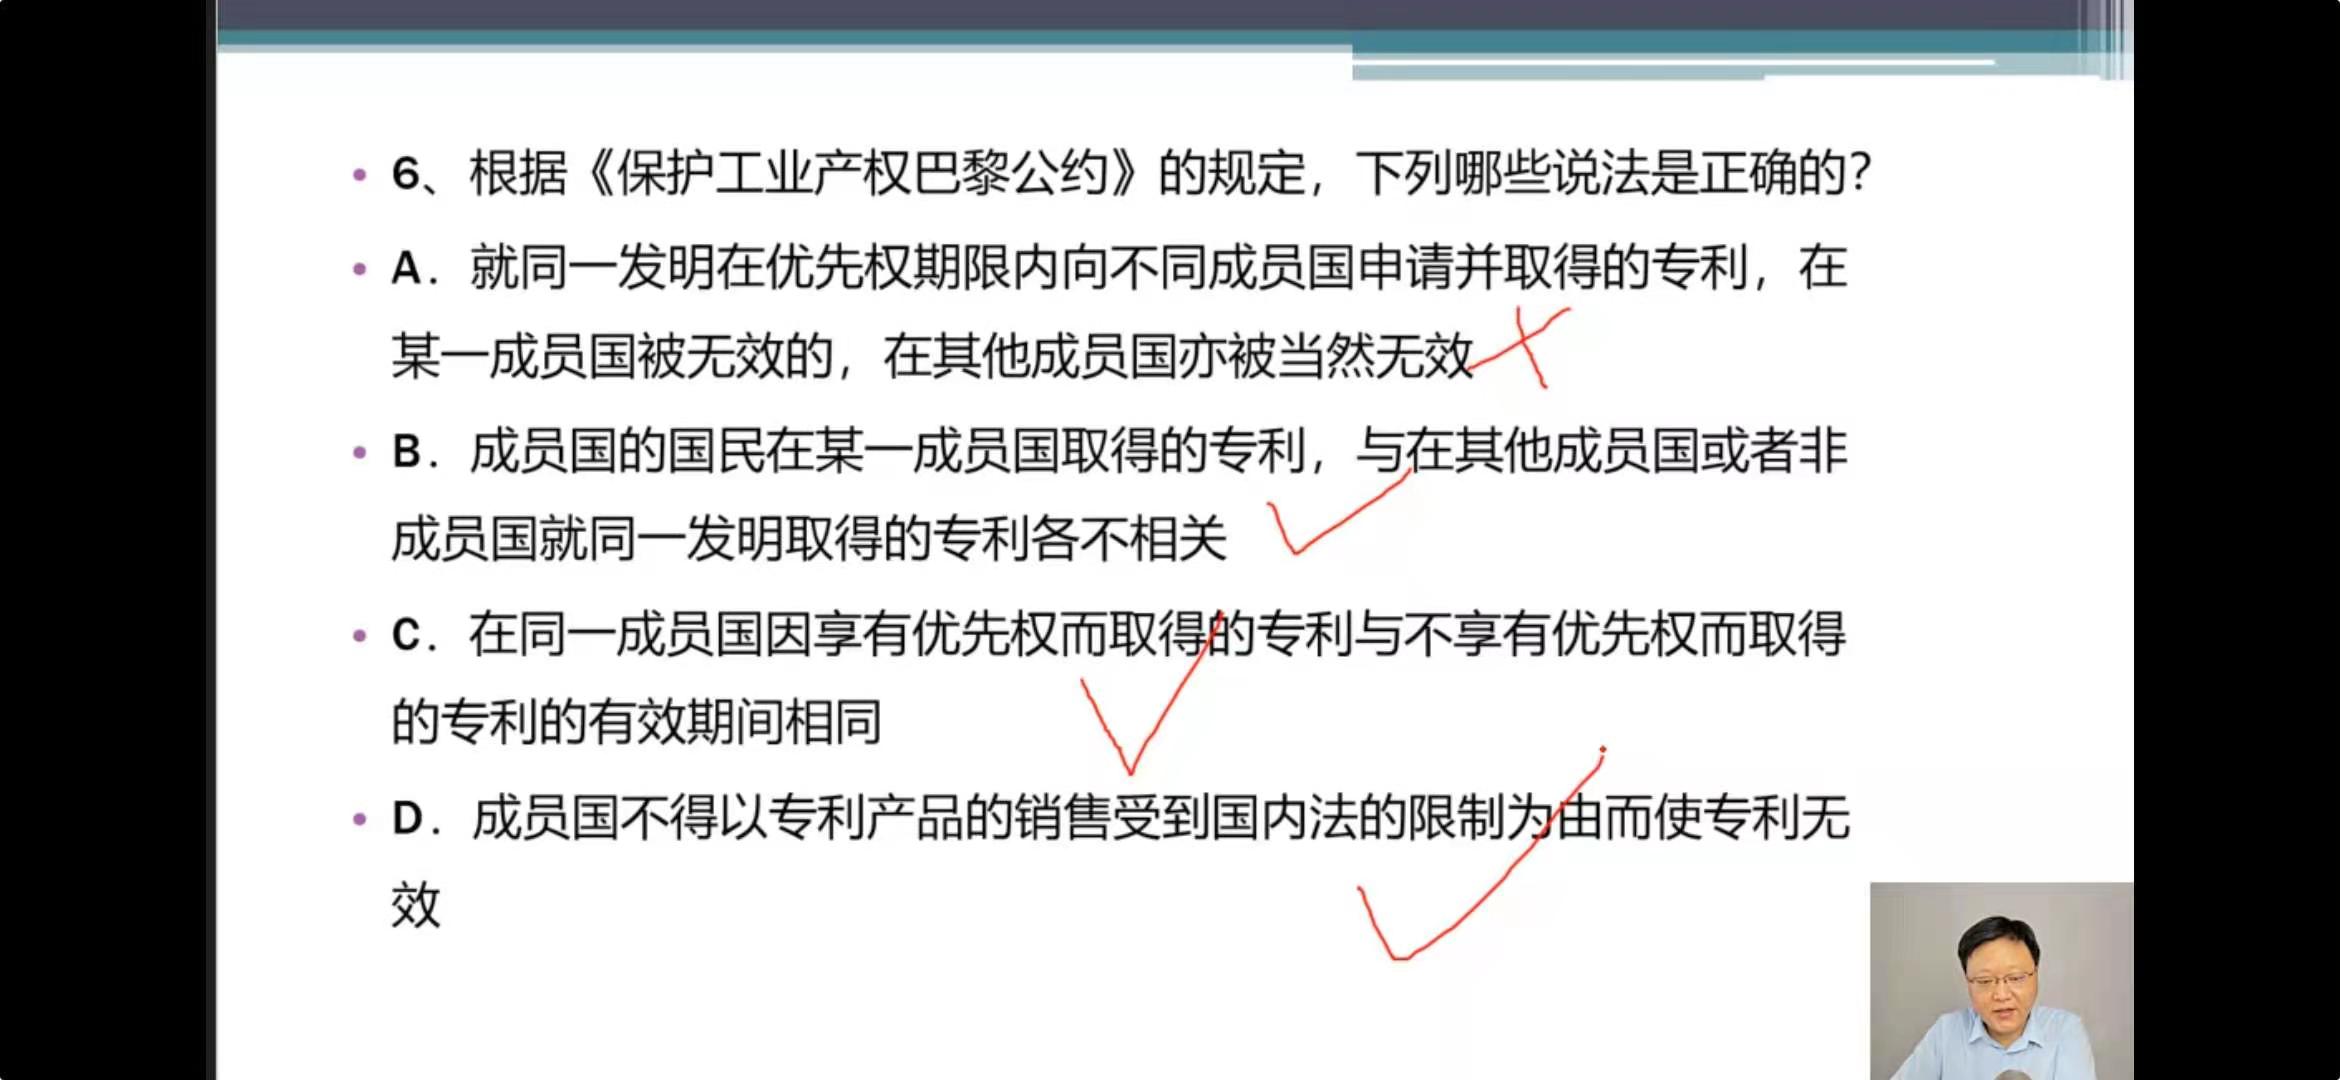 • 6、根据《保护工业产权巴黎公约》的规定，下列哪些说法是正确的？
• A．就同一发明在优先权期限内向不同成员国申请并取得的专利，在
某一成员国被无效的，在其他成员国亦被当然无效
• B．成员国的国民在某一成员国取得的专利，与在其他成员国或者非
成员国就同一发明取得的专利各不相关
• C．在同一成员国因享有优先权而取得的专利与不享有优先权而取得
的专利的有效期间相同
• D．成员国不得以专利产品的销售受到国内法的限制为由而使专利无
效